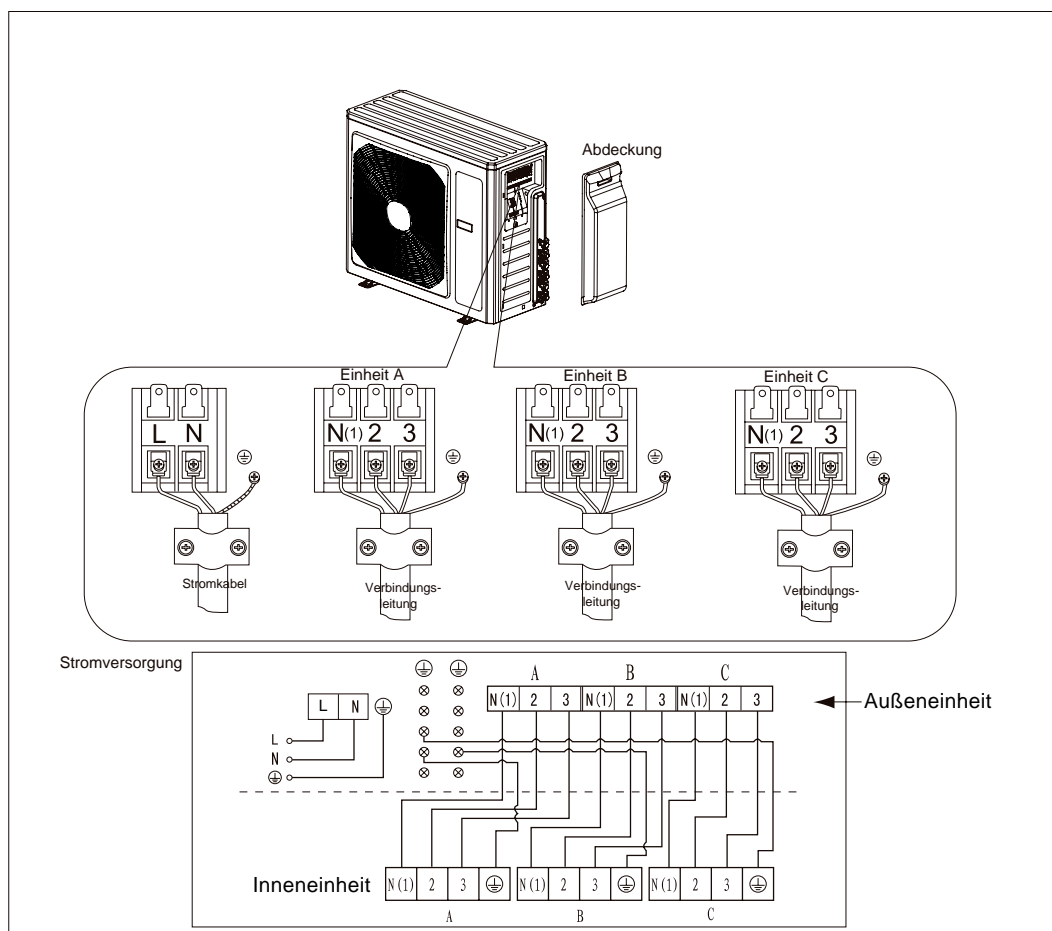 Abdeckung
Einheit A
Einheit B
Einheit C
L N
N(1) 2 3
N(1) 2 3
N(1) 2 3
Stromkabel
Verbindungs-
leitung
Verbindungs-
leitung
Verbindungs-
leitung
Stromversorgung
A B C
L N
N(1) 2 3 N(1) 2 3 N(1) 2 3
Außeneinheit
L
N
Inneneinheit
N(1) 2 3
N(1) 2 3
N(1) 2 3
A
B
C